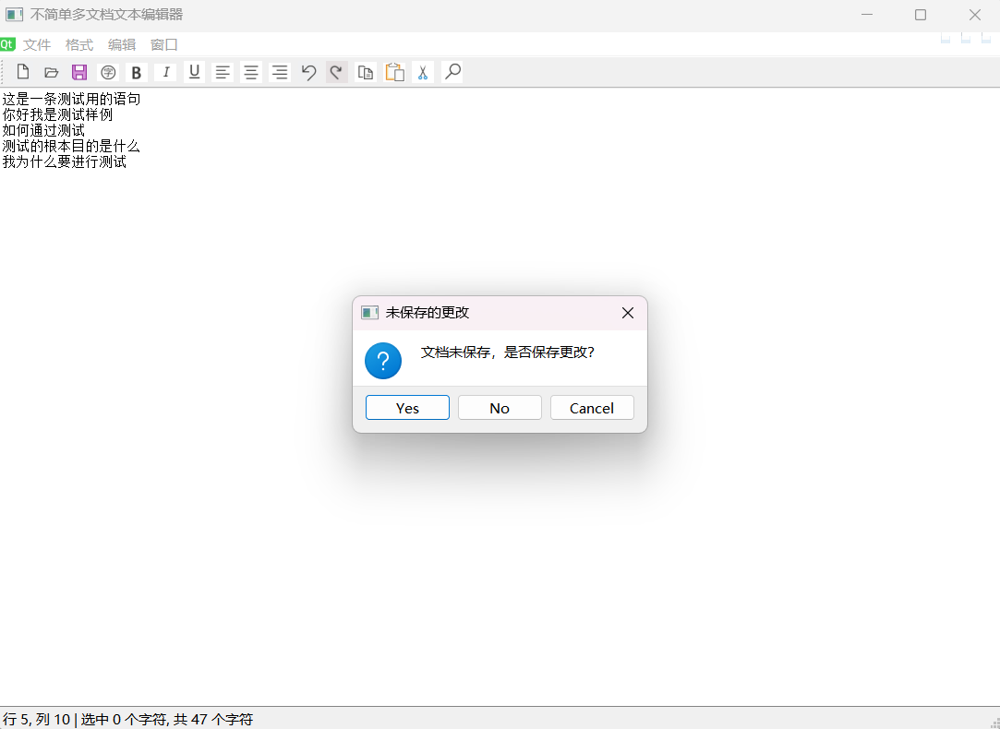 不简单多文档文本编辑器
Qt 文件 格式 编辑 窗口
字 B I U
这是一条测试用的语句
你好我是测试样例
如何通过测试
测试的根本目的是什么
我为什么要进行测试
未保存的更改
?
文档未保存，是否保存更改?
Yes No Cancel
行 5, 列 10 | 选中 0 个字符, 共 47 个字符